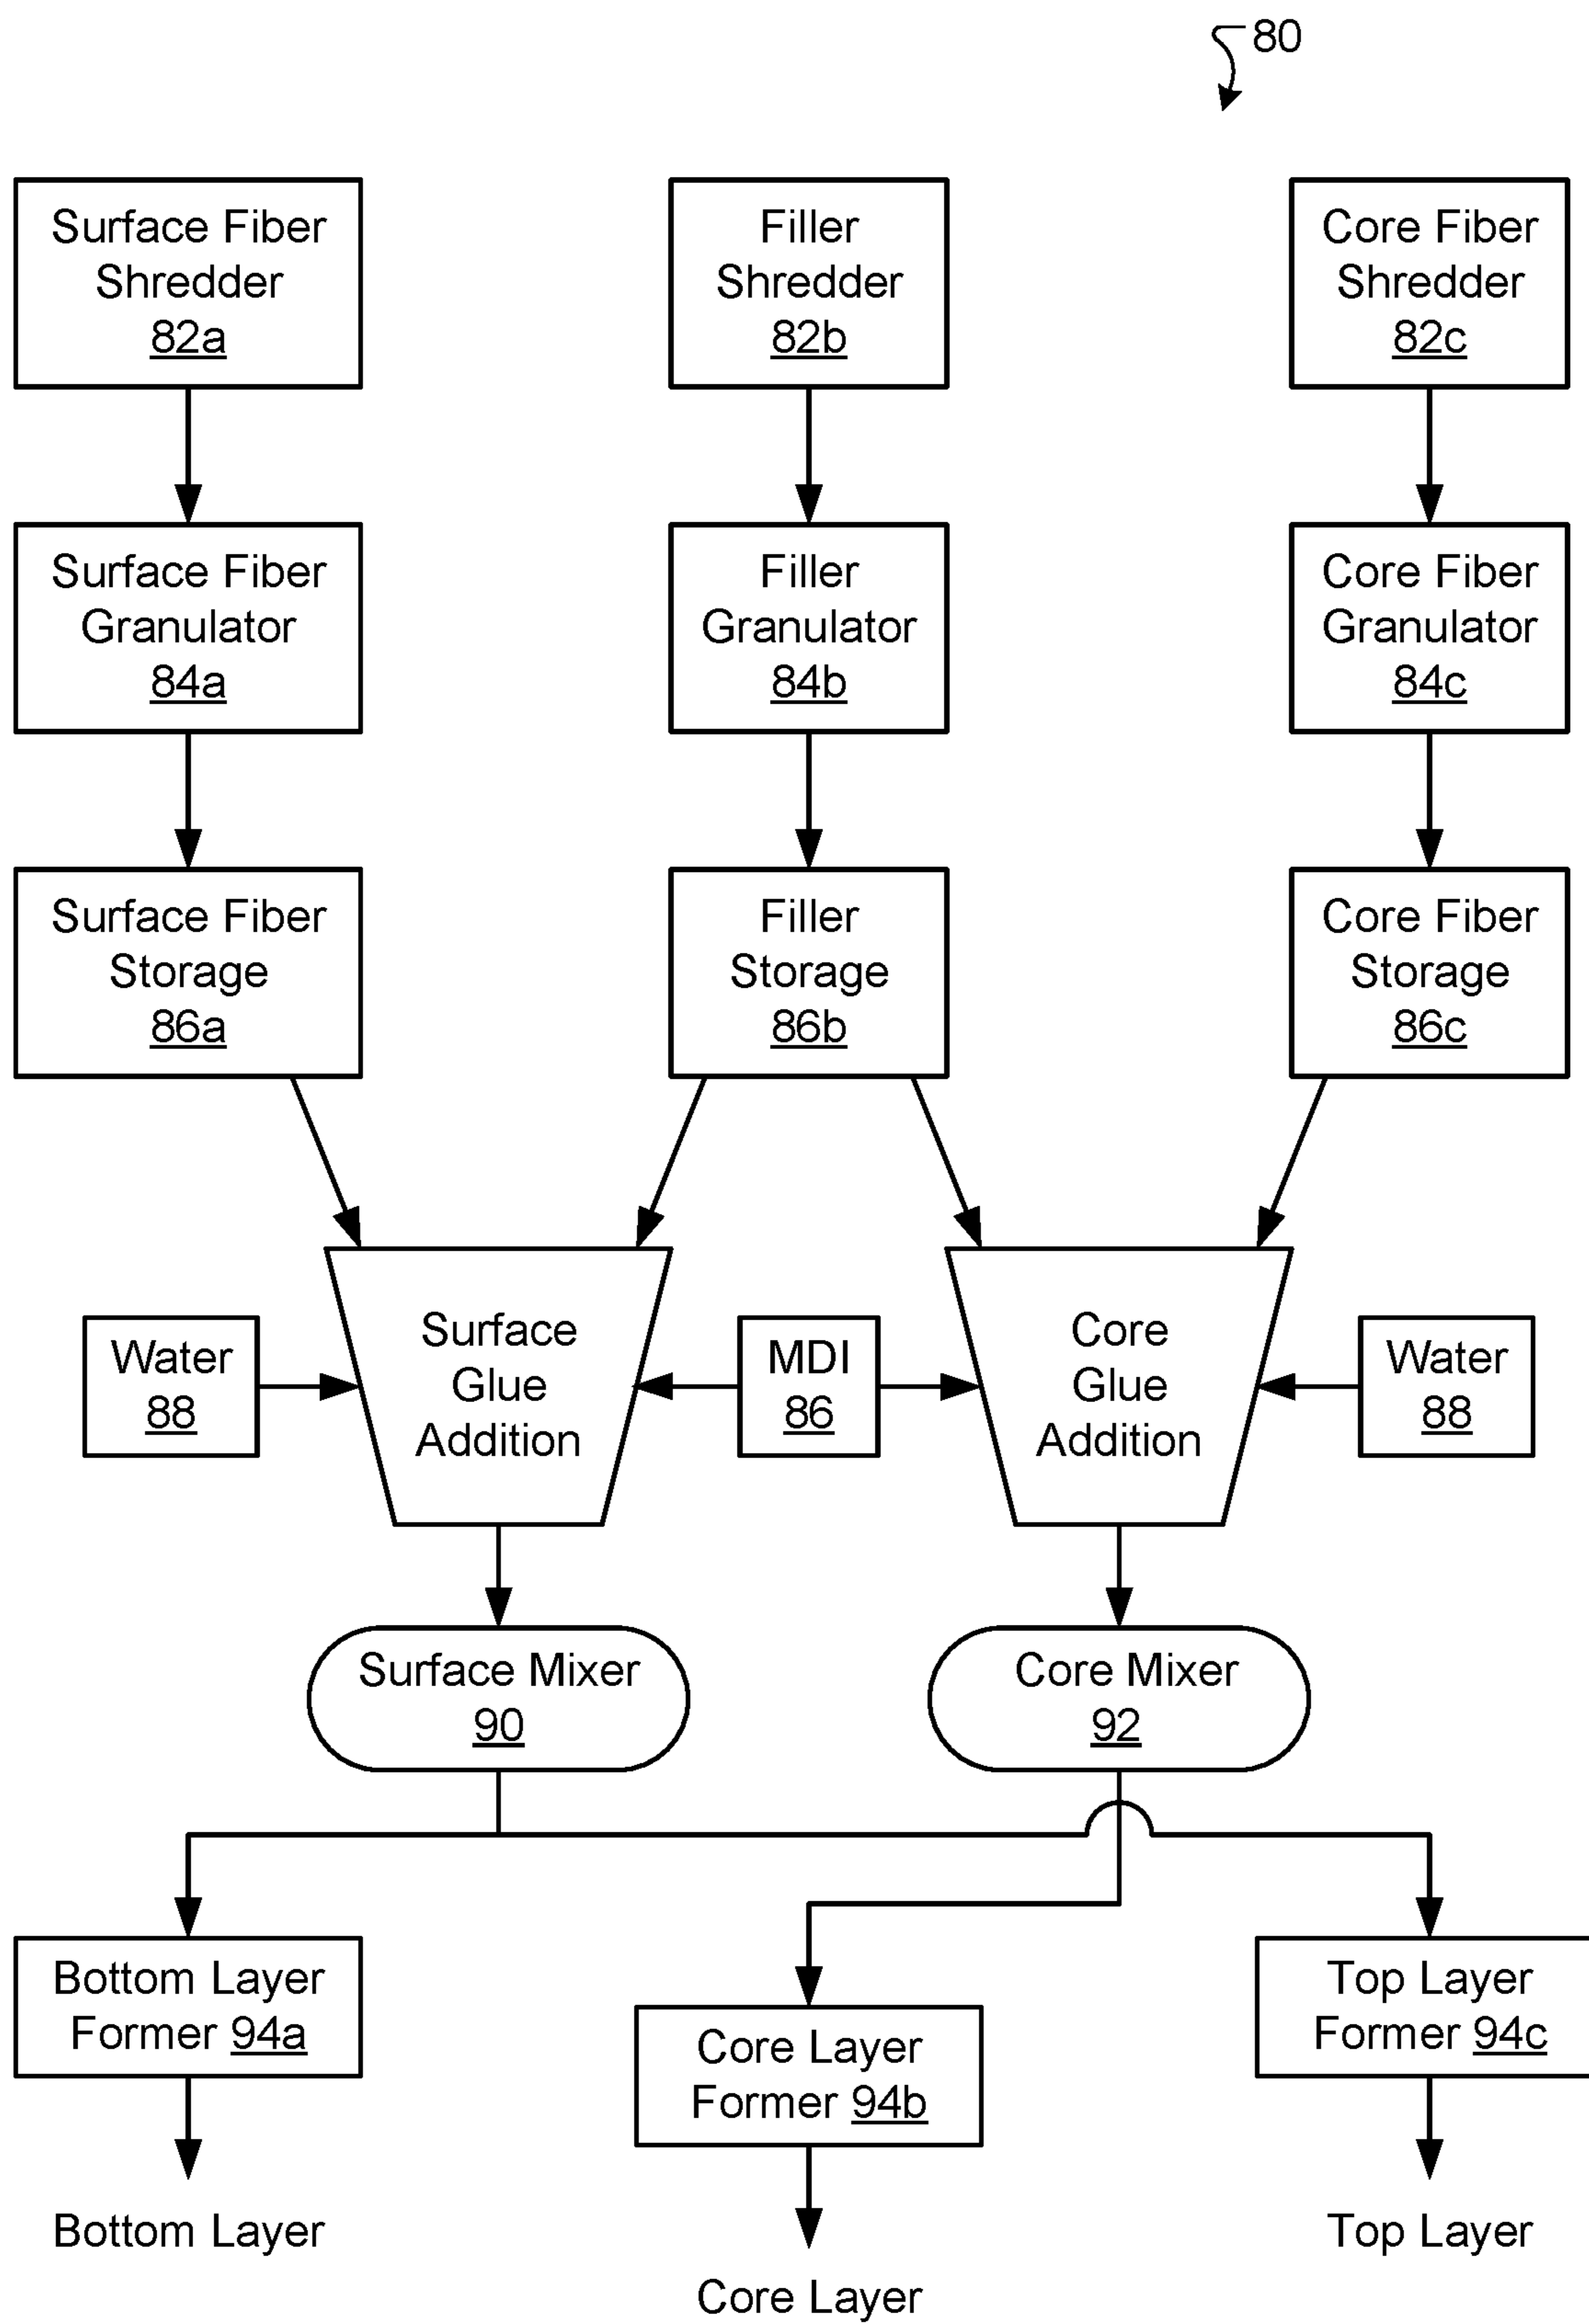 80
Surface Fiber
Shredder
82a
Filler
Shredder
82b
Core Fiber
Shredder
82c
Surface Fiber
Granulator
84a
Filler
Granulator
84b
Core Fiber
Granulator
84c
Surface Fiber
Storage
86a
Filler
Storage
86b
Core Fiber
Storage
86c
Water
88
Surface
Glue
Addition
MDI
86
Core
Glue
Addition
Water
88
Surface Mixer
90
Core Mixer
92
Bottom Layer
Former 94a
Core Layer
Former 94b
Top Layer
Former 94c
Bottom Layer
Core Layer
Top Layer